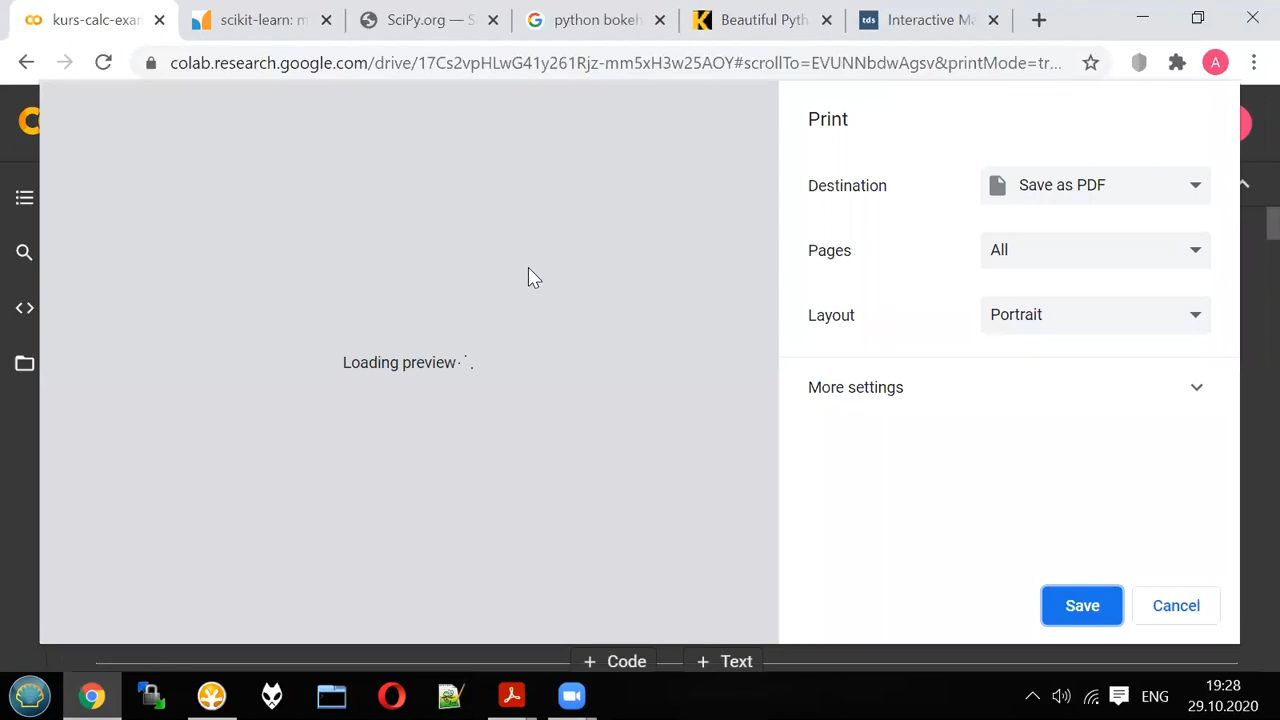 kurs-calc-exar
scikit-learn: m
SciPy.org — S
python bokeh
Beautiful Pyth
tds
Interactive Ma
colab.research.google.com/drive/17Cs2vpHLwG41y261Rjz-mm5xH3w25AOY#scrollTo=EVUNNbdwAgsv&printMode=tr...
A
Print
Destination
Save as PDF
Pages
All
Layout
Portrait
Loading preview
More settings
Save
Cancel
+ Code
+ Text
ENG
19:28
29.10.2020